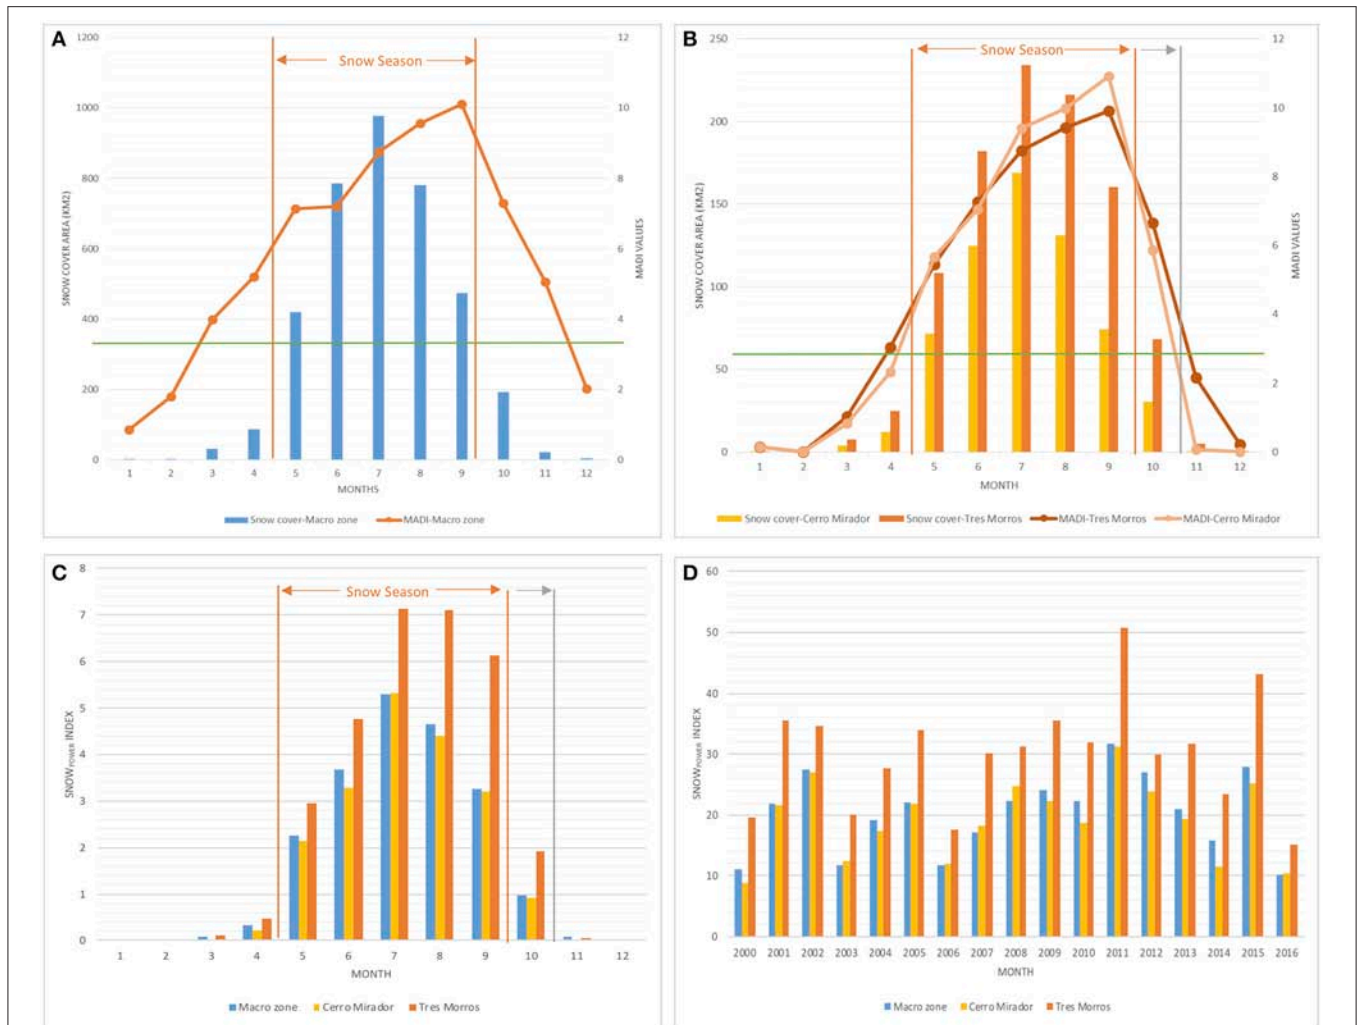 A
1200
12
Snow Season
1000
10
800
8
600
6
400
4
200
2
0
0
SNOW COVER AREA (KM2)
MADI VALUES
1 2 3 4 5 6 7 8 9 10 11 12
MONTHS
Snow cover-Macro zone MADI-Macro zone
B
250
12
Snow Season
10
200
8
150
6
100
4
50
2
0
0
SNOW COVER AREA (KM2)
MADI VALUES
1 2 3 4 5 6 7 8 9 10 11 12
MONTH
Snow cover-Cerro Mirador Snow cover-Tres Morros MADI-Tres Morros MADI-Cerro Mirador
C
8
Snow Season
7
6
5
4
3
2
1
0
SNOWPOWER INDEX
1 2 3 4 5 6 7 8 9 10 11 12
MONTH
Macro zone Cerro Mirador Tres Morros
D
60
50
40
30
20
10
0
SNOWPOWER INDEX
2000 2001 2002 2003 2004 2005 2006 2007 2008 2009 2010 2011 2012 2013 2014 2015 2016
MONTH
Macro zone Cerro Mirador Tres Morros